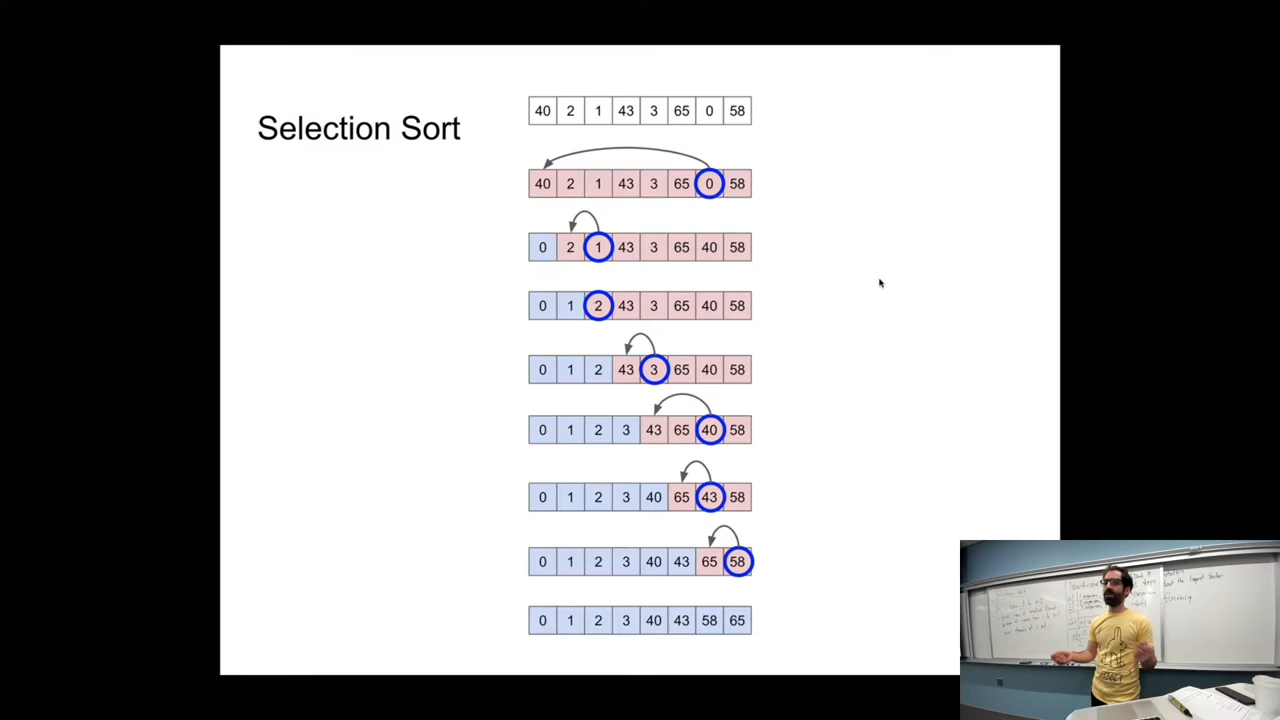 Selection Sort
40 2 1 43 3 65 0 58
40 2 1 43 3 65 0 58
0 2 1 43 3 65 40 58
0 1 2 43 3 65 40 58
0 1 2 43 3 65 40 58
0 1 2 3 43 65 40 58
0 1 2 3 40 65 43 58
0 1 2 3 40 43 65 58
0 1 2 3 40 43 58 65